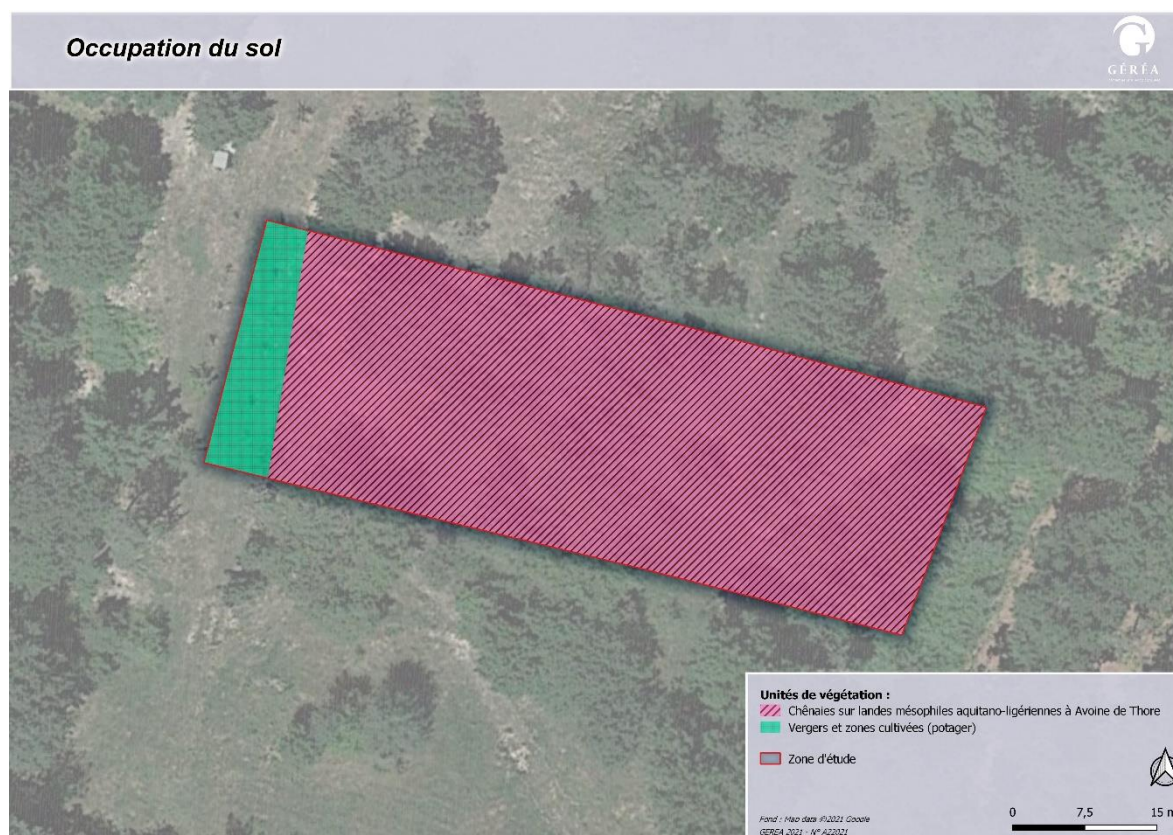 Occupation du sol
GÉRÉA
Unités de végétation :
Chênaies sur landes mésophiles aquitano-ligériennes à Avoine de Thore
Vergers et zones cultivées (potager)
Zone d'étude
0 7,5 15 m
Fond : Map data ©2021 Google
GEREA 2021 - N° A22021